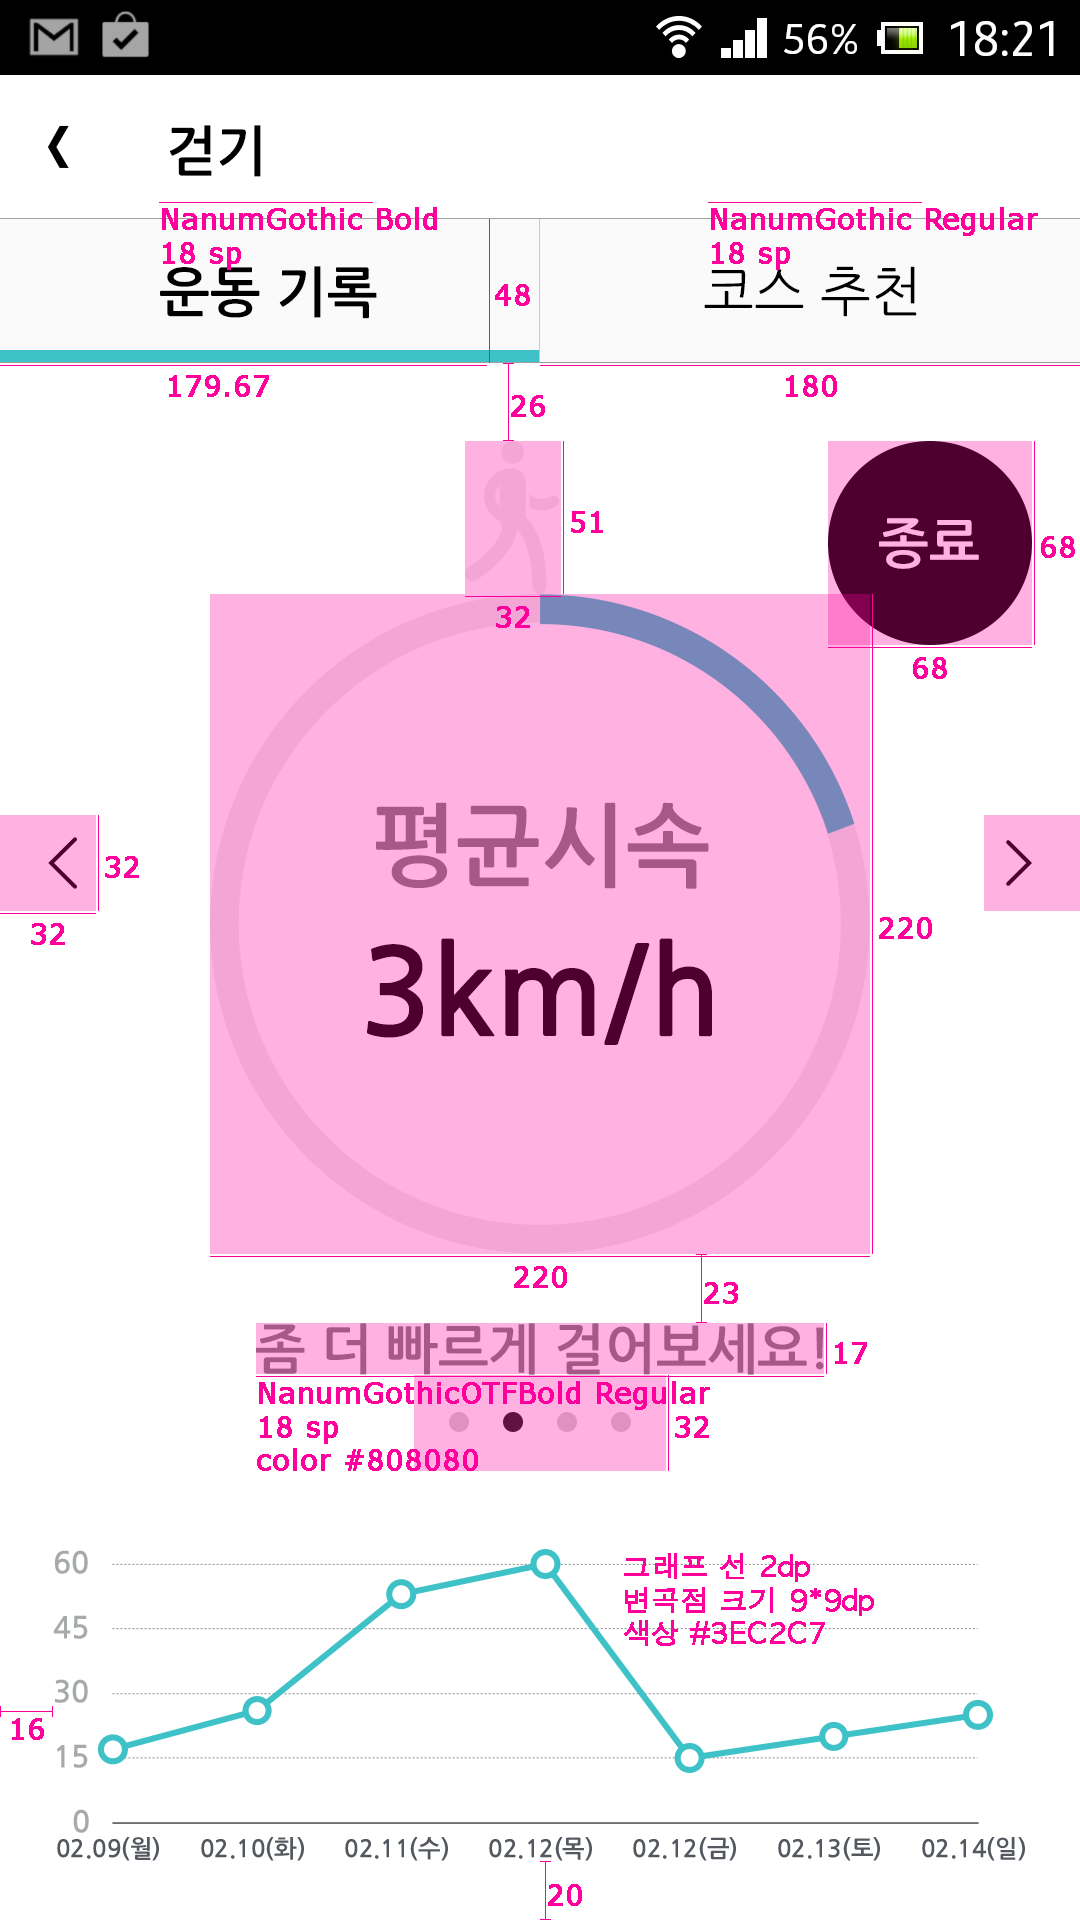 56% 18:21
걷기
NanumGothic Bold
18 sp
NanumGothic Regular
18 sp
운동 기록
48
코스 추천
179.67
180
26
51
종료
68
32
68
평균시속
32
32
220
3km/h
220
23
좀 더 빠르게 걸어보세요!
17
NanumGothicOTFBold Regular
18 sp
color #808080
32
그래프 선 2dp
변곡점 크기 9*9dp
색상 #3EC2C7
60
45
30
16
15
0
02.09(월) 02.10(화) 02.11(수) 02.12(목) 02.12(금) 02.13(토) 02.14(일)
20